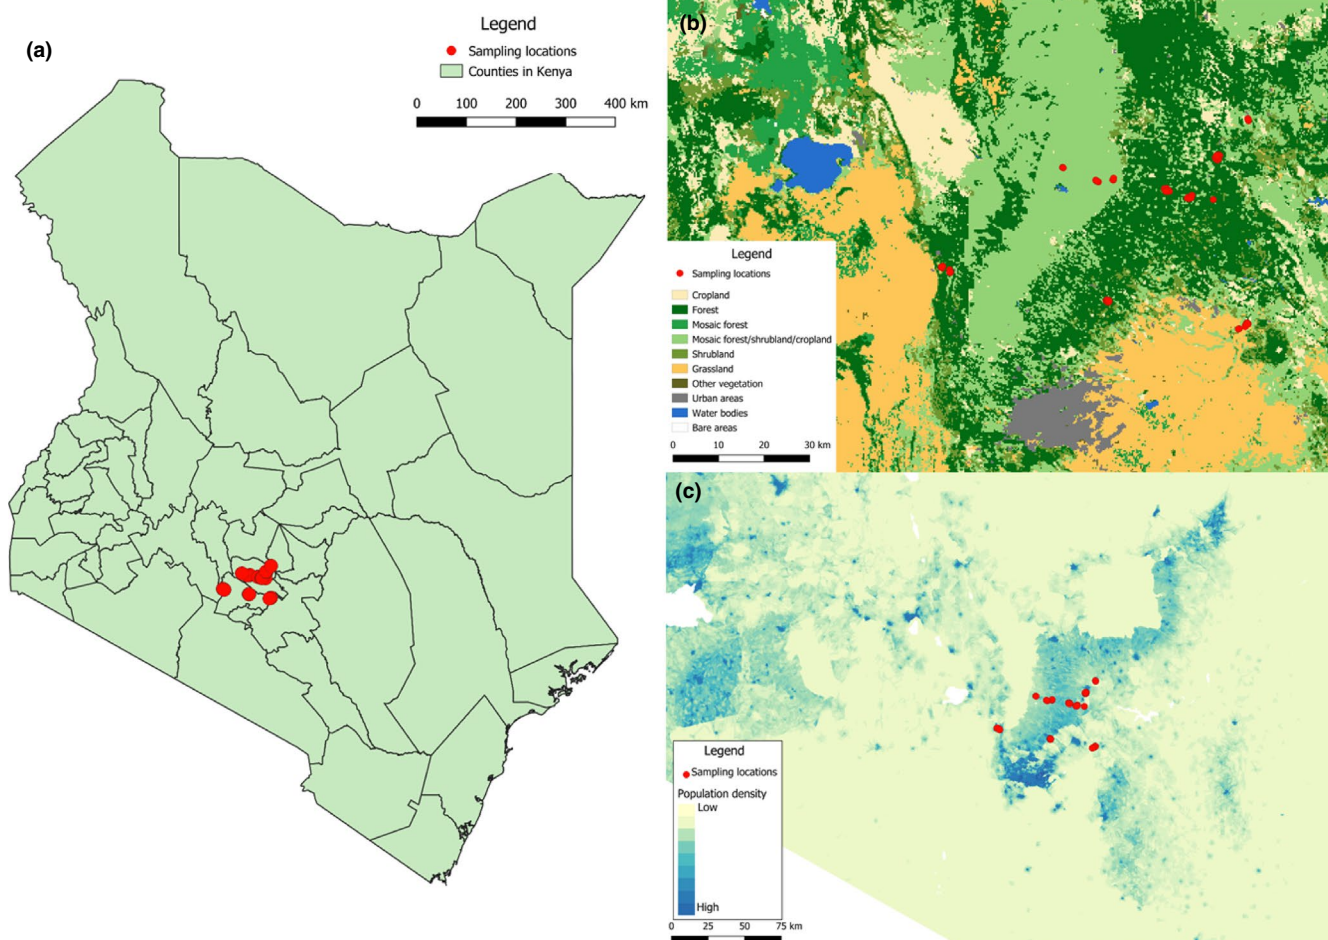 (a)
Legend
Sampling locations
Counties in Kenya
0 100 200 300 400 km
(b)
Legend
Sampling locations
Cropland
Forest
Mosaic forest
Mosaic forest/shrubland/cropland
Shrubland
Grassland
Other vegetation
Urban areas
Water bodies
Bare areas
0 10 20 30 km
(c)
Legend
Sampling locations
Population density
Low
High
0 25 50 75 km